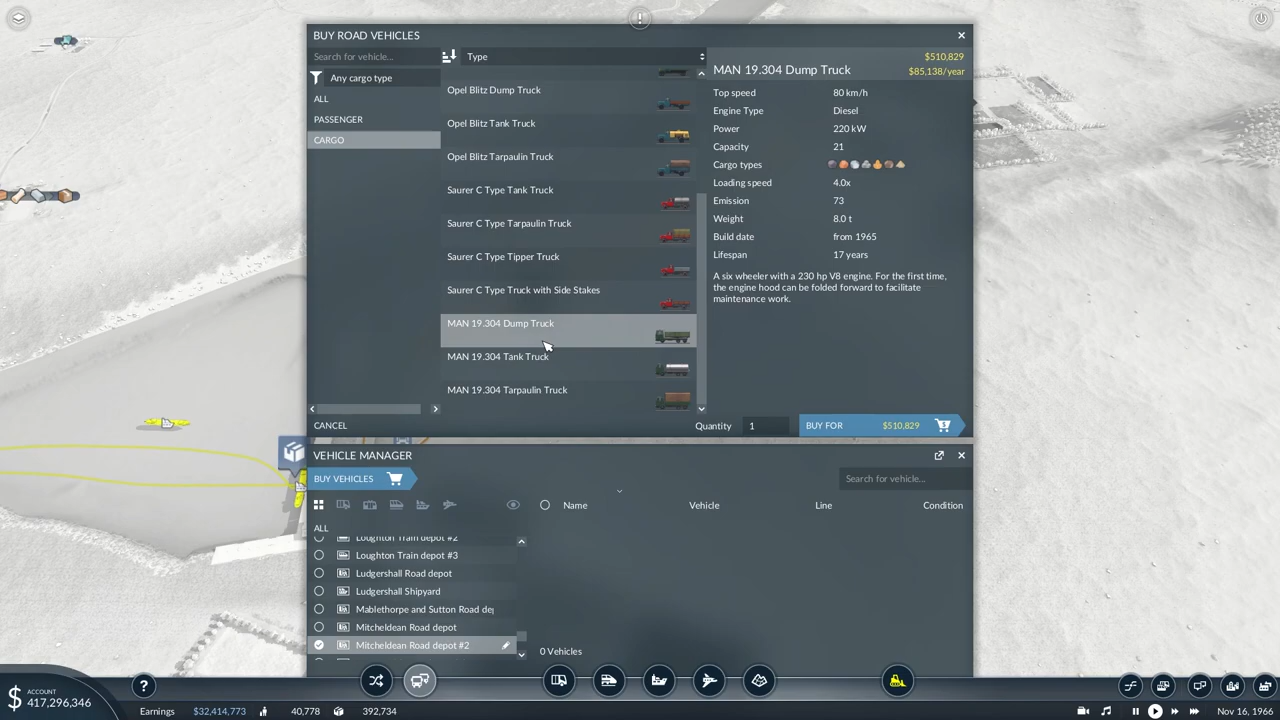 BUY ROAD VEHICLES
Search for vehicle...
Type
$510,829
MAN 19.304 Dump Truck
$85,138/year
Any cargo type
ALL
PASSENGER
CARGO
Opel Blitz Dump Truck
Opel Blitz Tank Truck
Opel Blitz Tarpaulin Truck
Saurer C Type Tank Truck
Saurer C Type Tarpaulin Truck
Saurer C Type Tipper Truck
Saurer C Type Truck with Side Stakes
MAN 19.304 Dump Truck
MAN 19.304 Tank Truck
MAN 19.304 Tarpaulin Truck
Top speed 80 km/h
Engine Type Diesel
Power 220 kW
Capacity 21
Cargo types
Loading speed 4.0x
Emission 73
Weight 8.0 t
Build date from 1965
Lifespan 17 years
A six wheeler with a 230 hp V8 engine. For the first time,
the engine hood can be folded forward to facilitate
maintenance work.
CANCEL
Quantity 1
BUY FOR $510,829
VEHICLE MANAGER
BUY VEHICLES
Search for vehicle...
Name Vehicle Line Condition
ALL
Loughton Train depot #2
Loughton Train depot #3
Ludgershall Road depot
Ludgershall Shipyard
Mablethorpe and Sutton Road de
Mitcheldean Road depot
Mitcheldean Road depot #2
0 Vehicles
$ ACCOUNT
417,296,346
?
Earnings $32,414,773 40,778 392,734
Nov 16, 1966